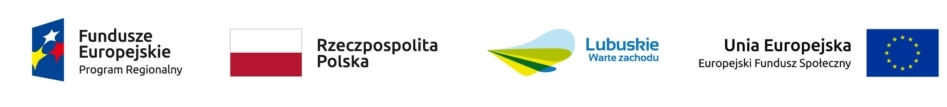 Fundusze
Europejskie
Program Regionalny
Rzeczpospolita
Polska
Lubuskie
Warte zachodu
Unia Europejska
Europejski Fundusz Społeczny